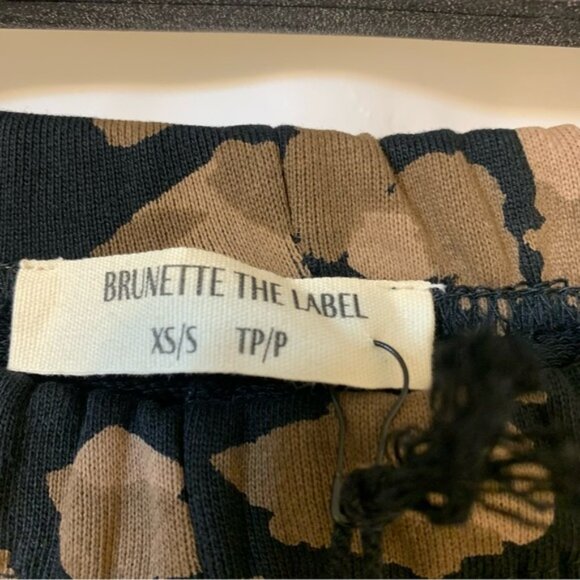 BRUNETTE THE LABEL
XS/S TP/P